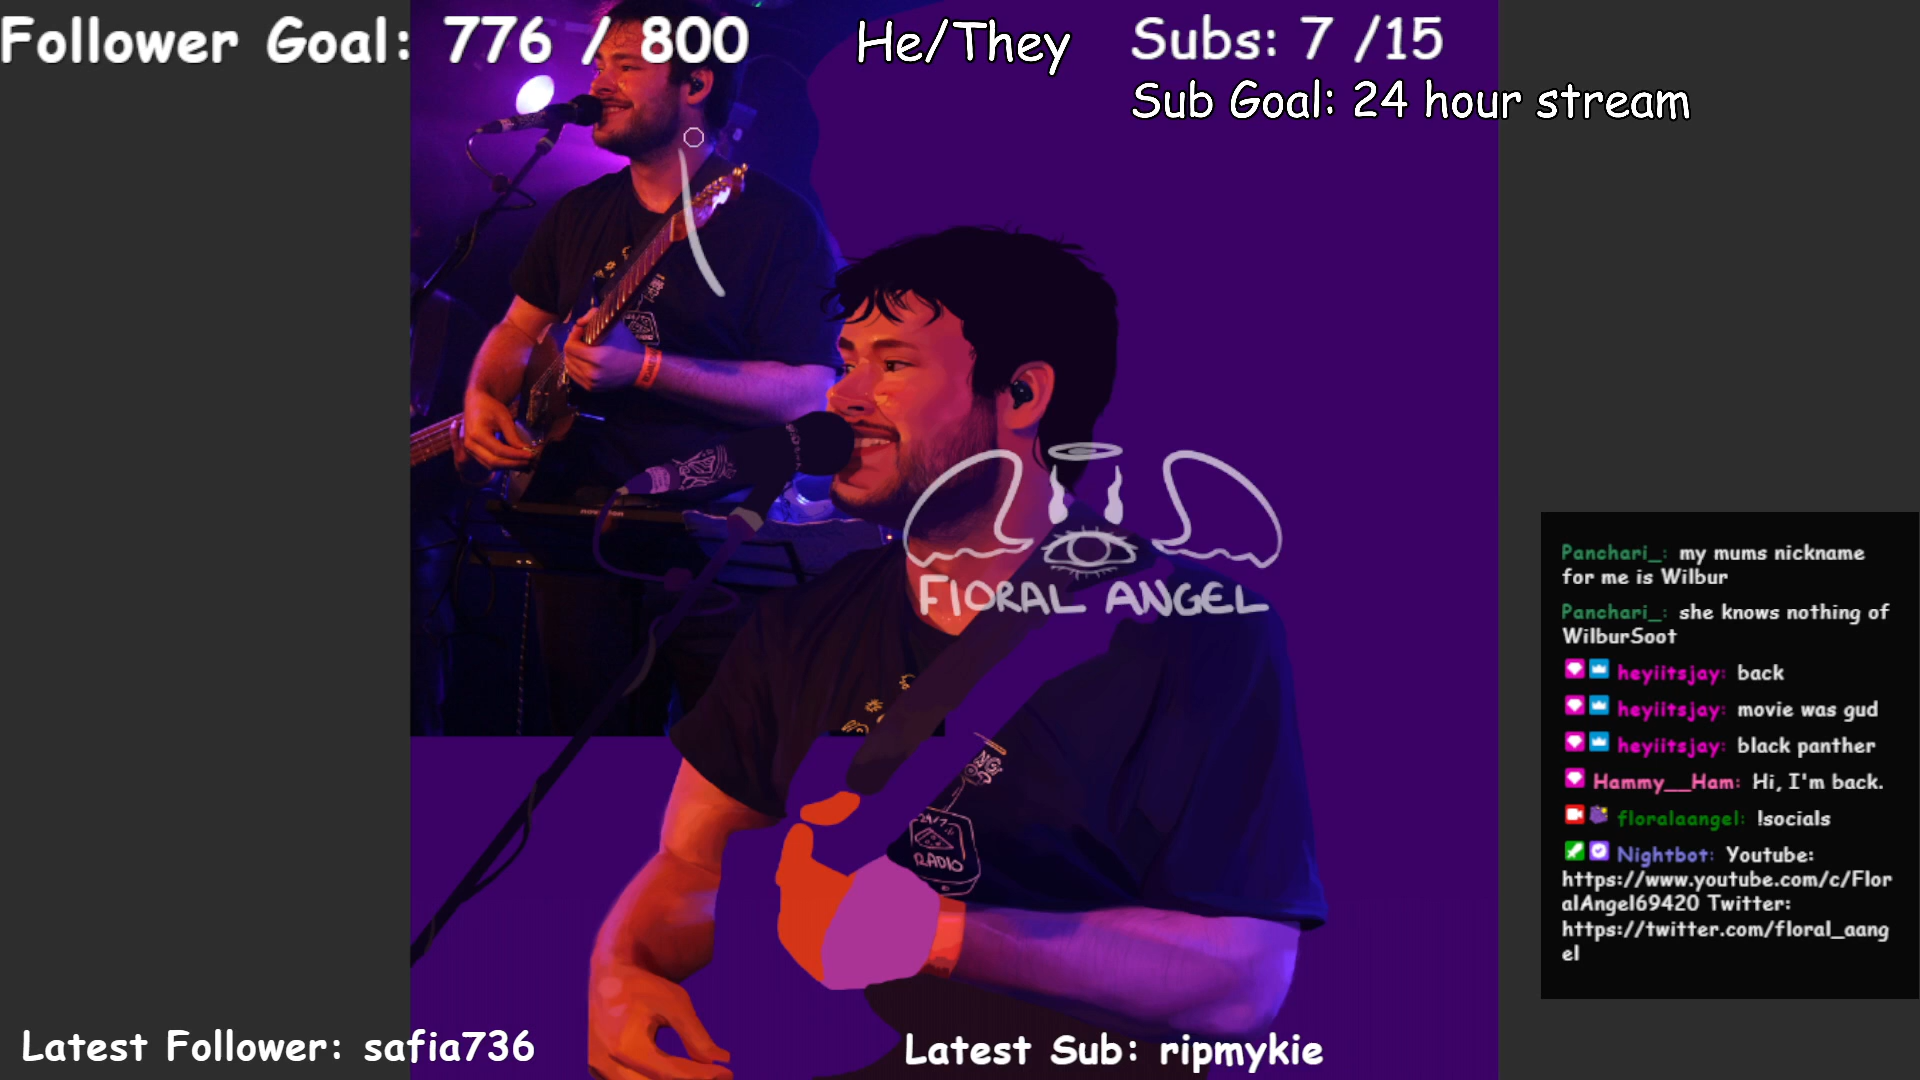 Follower Goal: 776 / 800
He/They
Subs: 7 /15
Sub Goal: 24 hour stream
FlORAL ANGEL
24/7
RADIO
Panchari_: my mums nickname
for me is Wilbur
Panchari_: she knows nothing of
WilburSoot
heyiitsjay: back
heyiitsjay: movie was gud
heyiitsjay: black panther
Hammy__Ham: Hi, I'm back.
floralaangel: !socials
Nightbot: Youtube:
https://www.youtube.com/c/Flor
alAngel69420 Twitter:
https://twitter.com/floral_aang
el
Latest Follower: safia736
Latest Sub: ripmykie